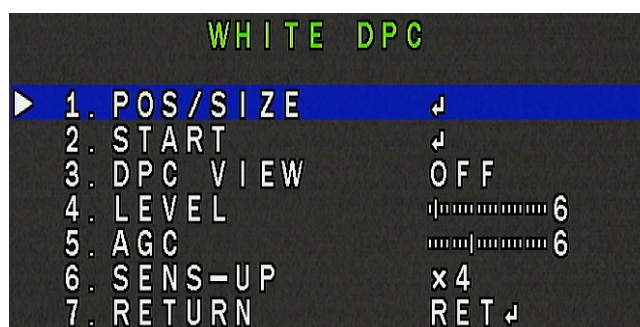 WHITE DPC
1. POS/SIZE ↲
2. START ↲
3. DPC VIEW OFF
4. LEVEL 6
5. AGC 6
6. SENS-UP ×4
7. RETURN RET↲